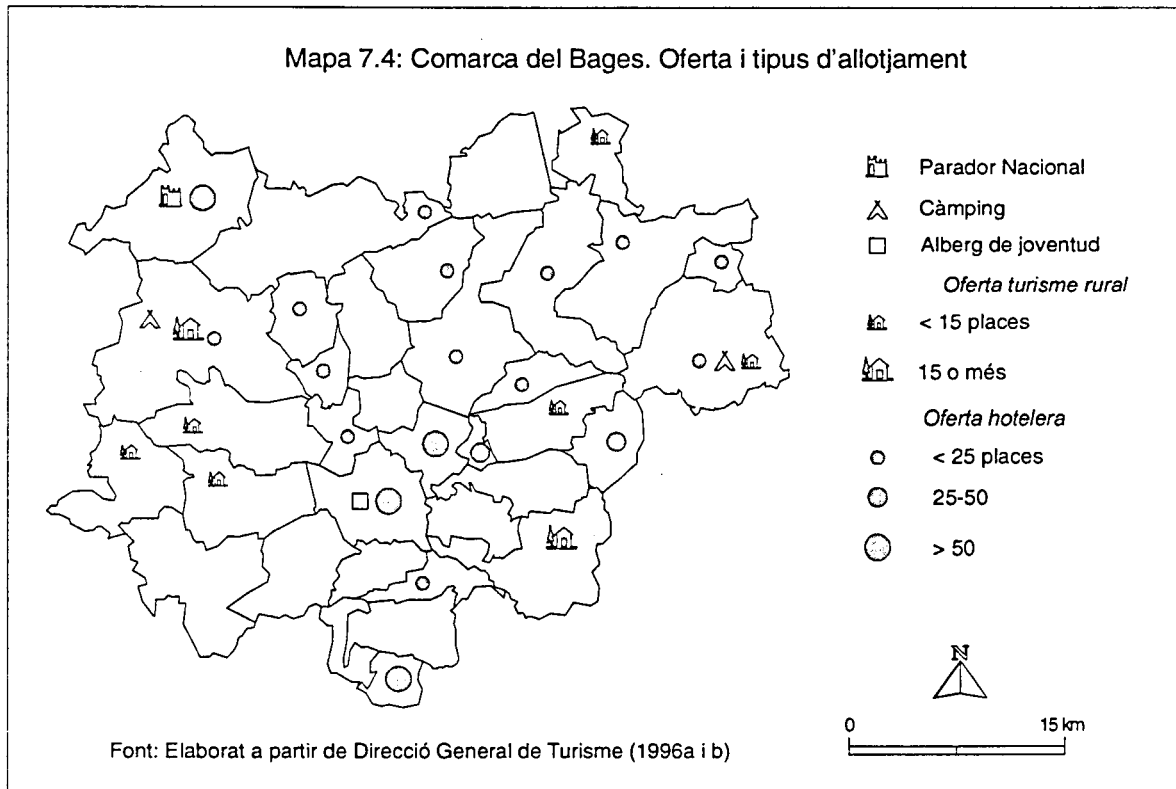 Mapa 7.4: Comarca del Bages. Oferta i tipus d'allotjament
Parador Nacional
Càmping
Alberg de joventud
Oferta turisme rural
< 15 places
15 o més
Oferta hotelera
< 25 places
25-50
> 50
N
0 15 km
Font: Elaborat a partir de Direcció General de Turisme (1996a i b)